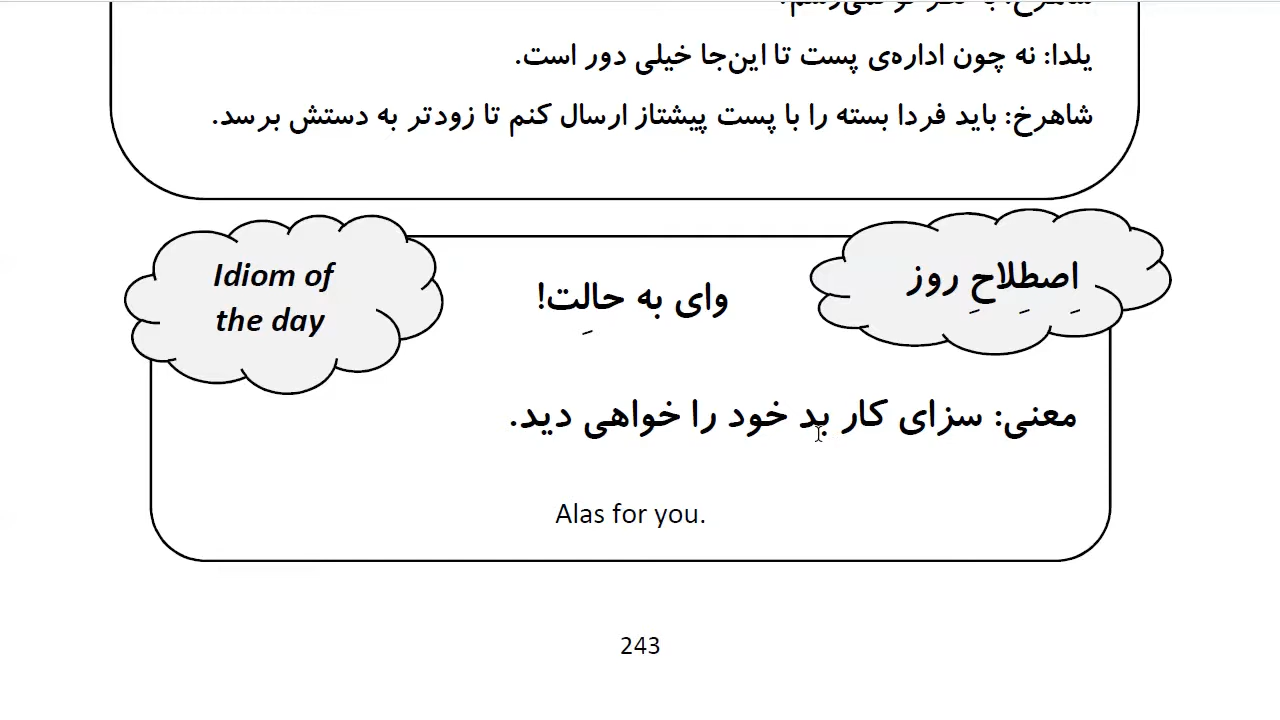 یلدا: نه چون اداره‌ی پست تا این‌جا خیلی دور است.
شاهرخ: باید فردا بسته را با پست پیشتاز ارسال کنم تا زودتر به دستش برسد.
اصطلاح روز
Idiom of
the day
وای به حالِت!
معنی: سزای کار بد خود را خواهی دید.
Alas for you.
243